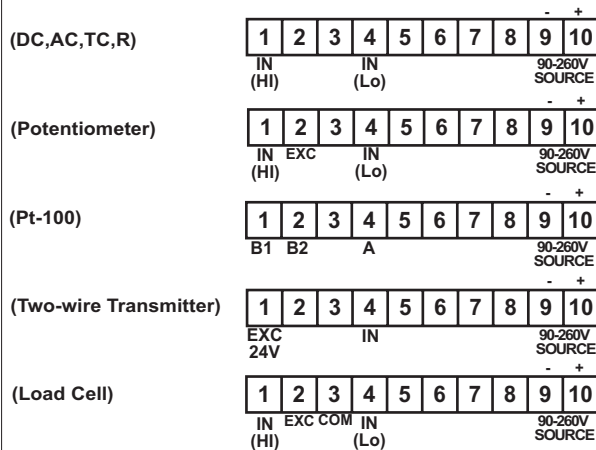 - +
(DC,AC,TC,R) 1 2 3 4 5 6 7 8 9 10
IN IN 90-260V
(HI) (Lo) SOURCE
- +
(Potentiometer) 1 2 3 4 5 6 7 8 9 10
IN EXC IN 90-260V
(HI) (Lo) SOURCE
- +
(Pt-100) 1 2 3 4 5 6 7 8 9 10
B1 B2 A 90-260V
SOURCE
- +
(Two-wire Transmitter) 1 2 3 4 5 6 7 8 9 10
EXC IN 90-260V
24V SOURCE
- +
(Load Cell) 1 2 3 4 5 6 7 8 9 10
IN EXC COM IN 90-260V
(HI) (Lo) SOURCE